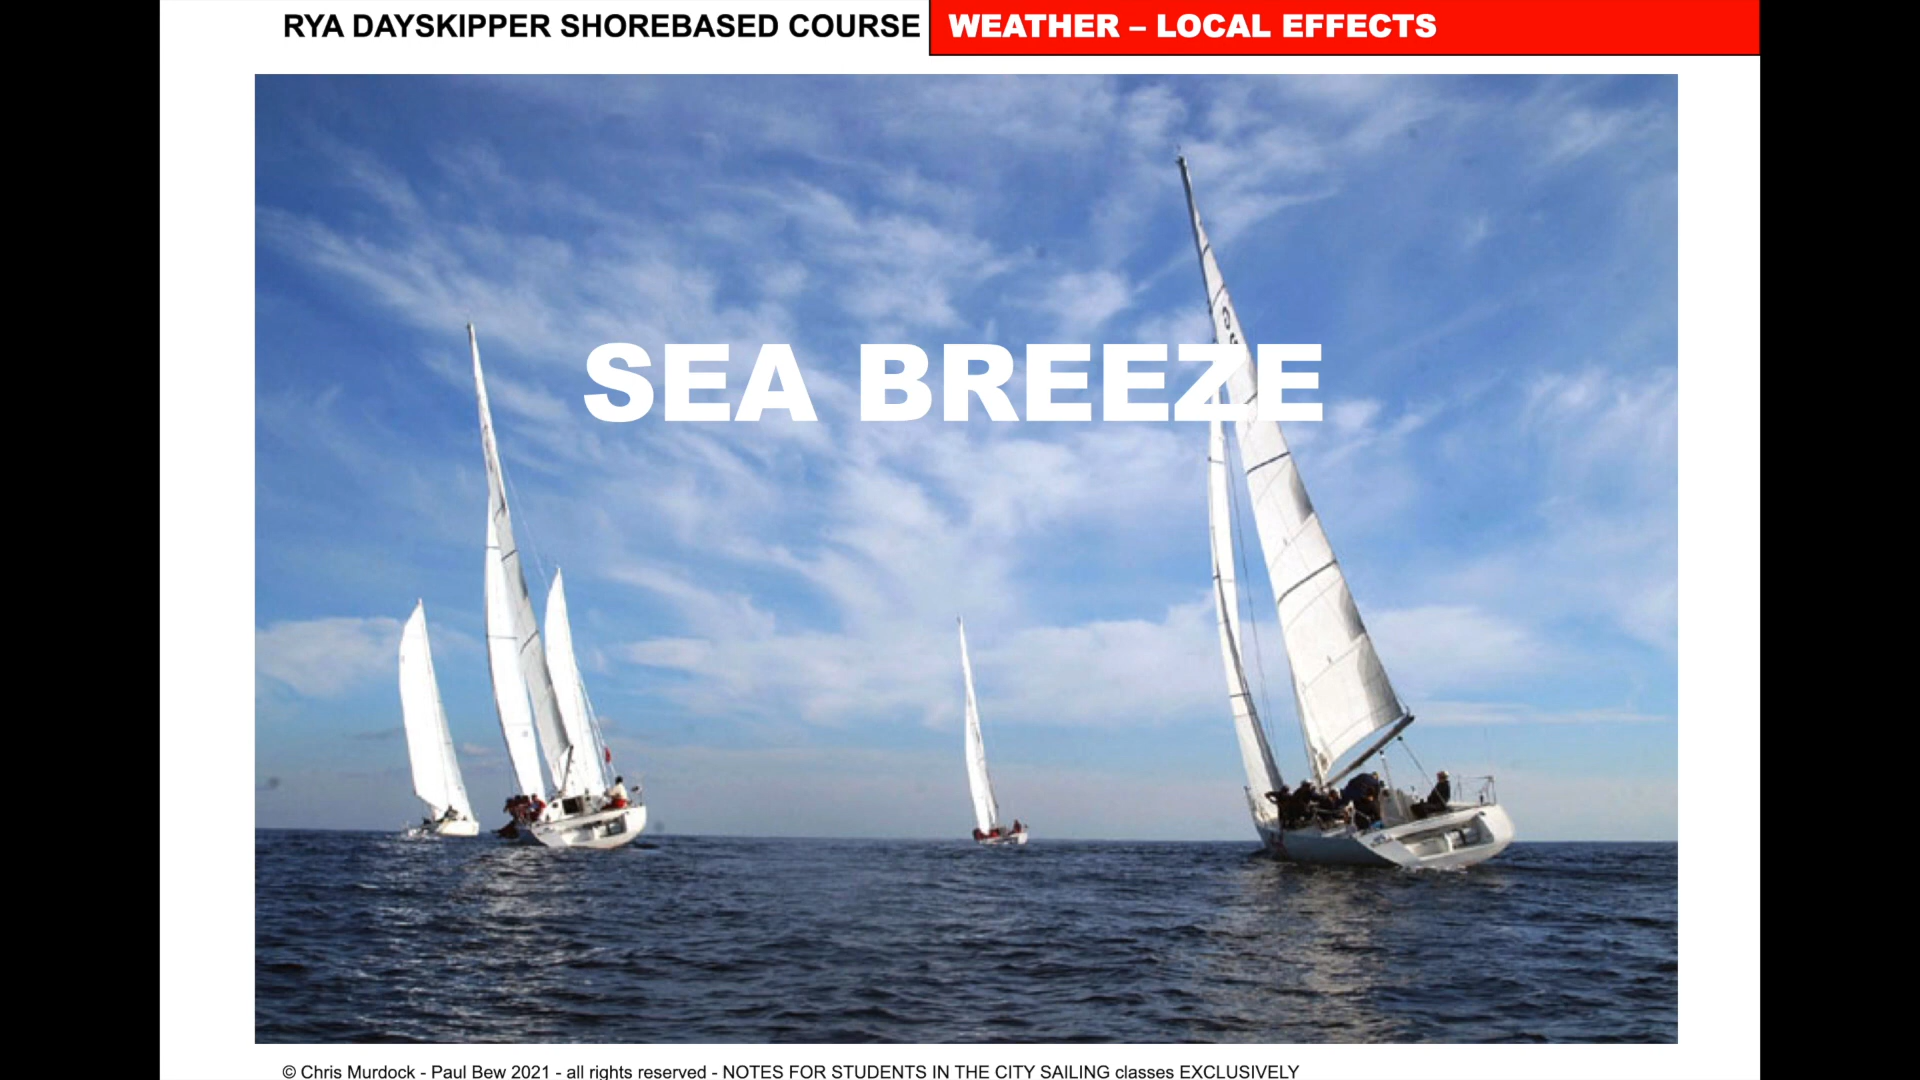 RYA DAYSKIPPER SHOREBASED COURSE WEATHER – LOCAL EFFECTS
SEA BREEZE
© Chris Murdock - Paul Bew 2021 - all rights reserved - NOTES FOR STUDENTS IN THE CITY SAILING classes EXCLUSIVELY